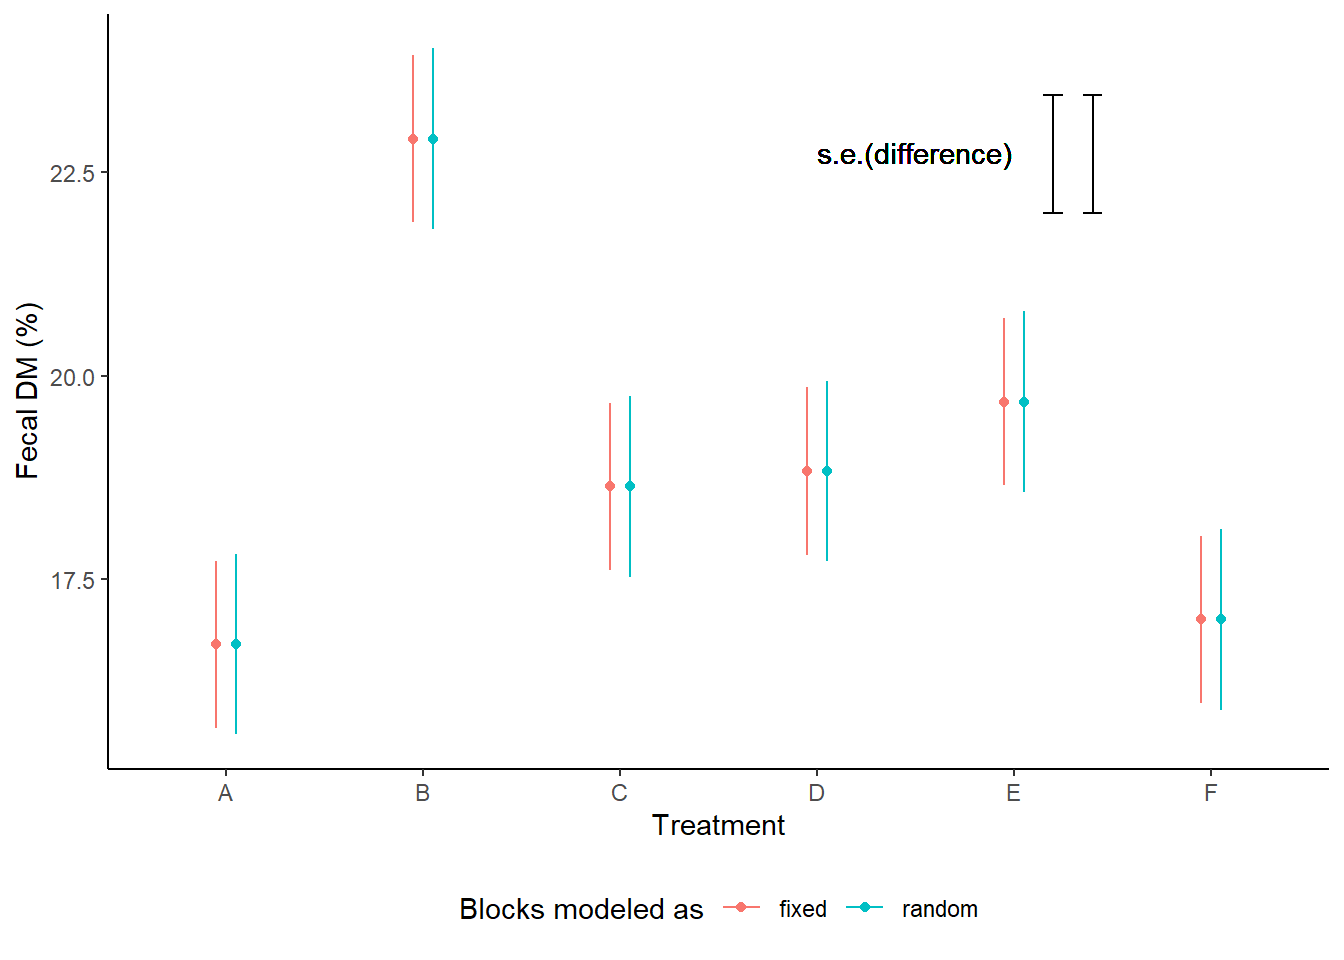 s.e.(difference)
22.5
20.0
17.5
Fecal DM (%)
A B C D E F
Treatment
Blocks modeled as fixed random